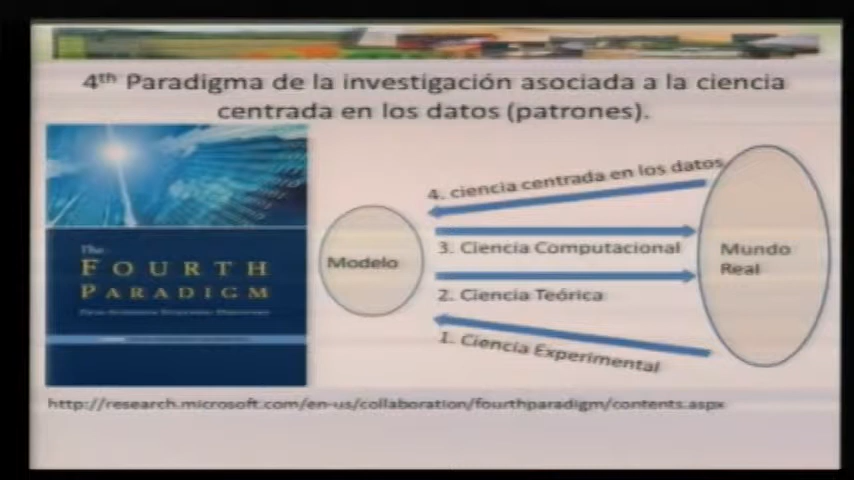 4th Paradigma de la investigación asociada a la ciencia
centrada en los datos (patrones).
The
FOURTH
PARADIGM
4. ciencia centrada en los datos
3. Ciencia Computacional
Modelo
Mundo
Real
2. Ciencia Teórica
1. Ciencia Experimental
http://research.microsoft.com/en-us/collaboration/fourthparadigm/contents.aspx